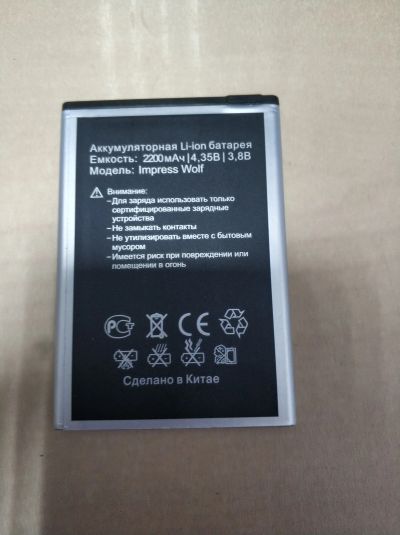 Аккумуляторная Li-ion батарея
Емкость: 2200мАч|4,35В|3,8В
Модель: Impress Wolf
Внимание:
–Для заряда использовать только
сертифицированные зарядные
устройства
–Не замыкать контакты
–Не утилизировать вместе с бытовым
мусором
–Имеется риск при повреждении или
помещении в огонь
Сделано в Китае